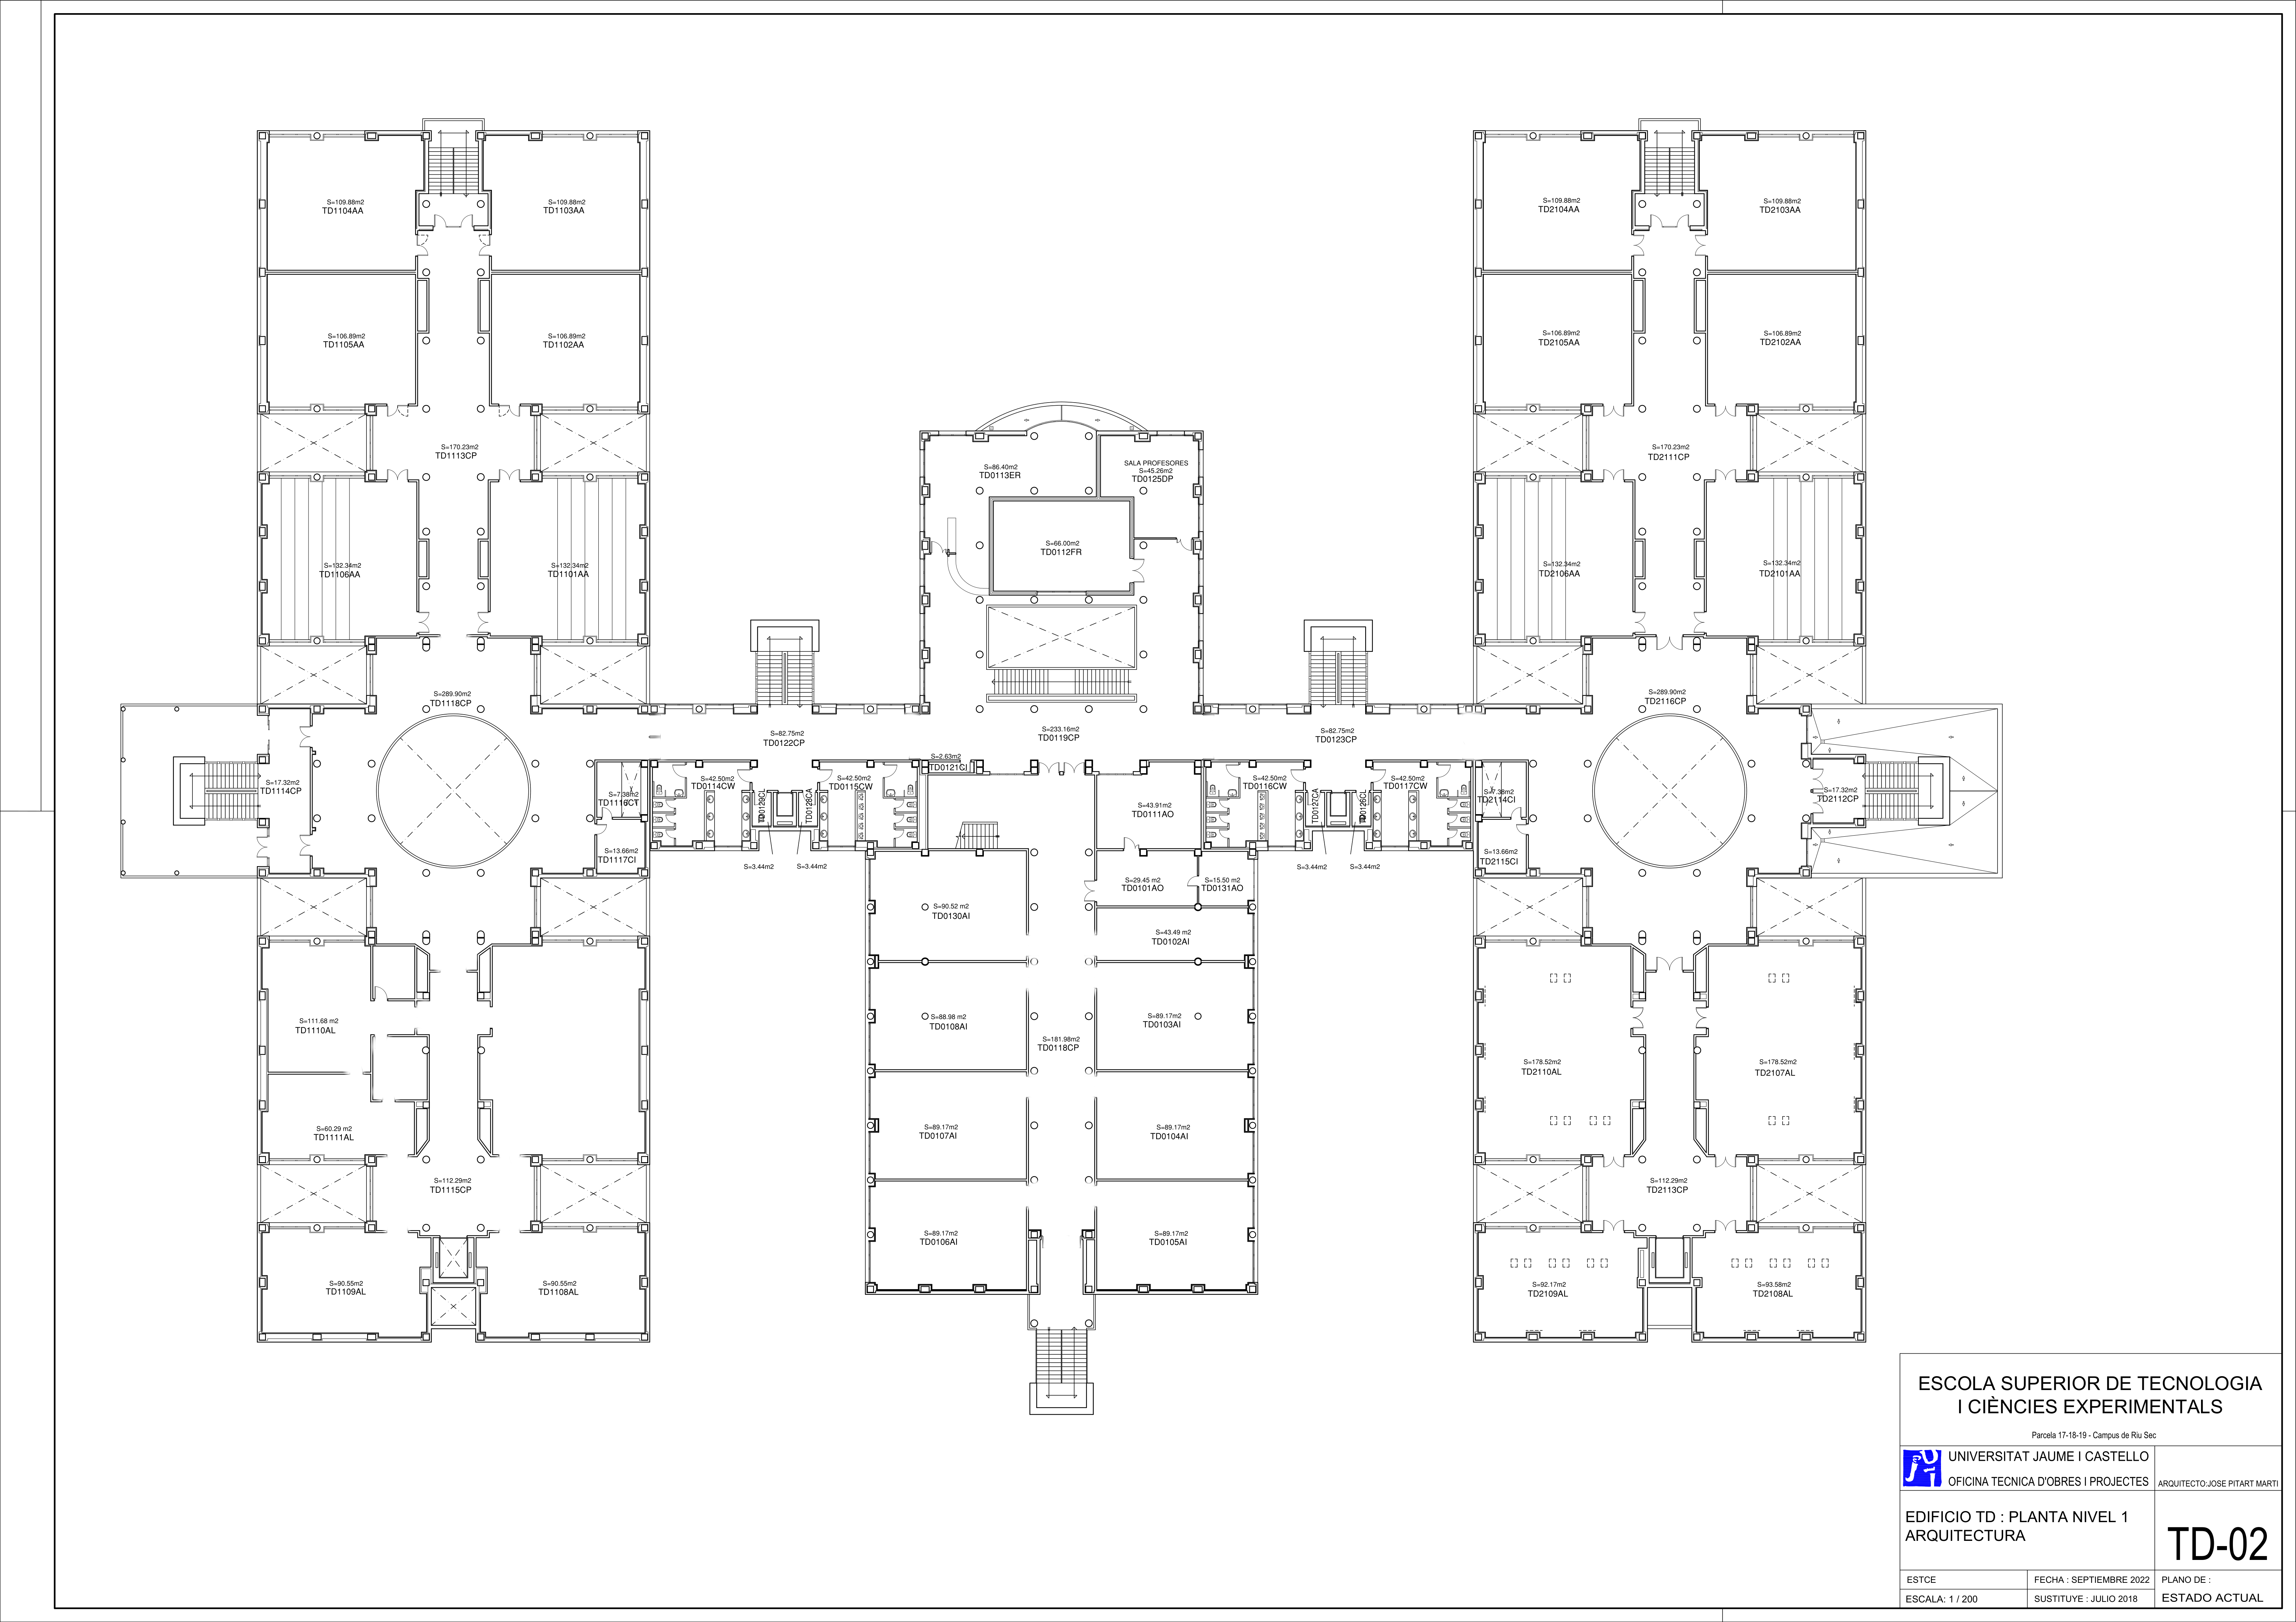 S=109.88m2
TD1104AA
S=109.88m2
TD1103AA
S=109.88m2
TD2104AA
S=109.88m2
TD2103AA
S=106.89m2
TD1105AA
S=106.89m2
TD1102AA
S=106.89m2
TD2105AA
S=106.89m2
TD2102AA
S=170.23m2
TD1113CP
S=86.40m2
TD0113ER
SALA PROFESORES
S=45.26m2
TD0125DP
S=170.23m2
TD2111CP
S=132.34m2
TD1106AA
S=132.34m2
TD1101AA
S=66.00m2
TD0112FR
S=132.34m2
TD2106AA
S=132.34m2
TD2101AA
S=289.90m2
TD1118CP
S=82.75m2
TD0122CP
S=233.16m2
TD0119CP
S=82.75m2
TD0123CP
S=289.90m2
TD2116CP
S=17.32m2
TD1114CP
S=7.38m2
TD1116CT
S=42.50m2
TD0114CW
TD0129CL
TD0128CA
S=42.50m2
TD0115CW
S=2.63m2
TD0121CI
S=43.91m2
TD0111AO
S=42.50m2
TD0116CW
TD0127CA
TD0126CL
S=42.50m2
TD0117CW
S=7.38m2
TD2114CI
S=17.32m2
TD2112CP
S=13.66m2
TD1117CI
S=3.44m2
S=3.44m2
S=3.44m2
S=3.44m2
S=13.66m2
TD2115CI
S=29.45 m2
TD0101AO
S=15.50 m2
TD0131AO
S=90.52 m2
TD0130AI
S=43.49 m2
TD0102AI
S=111.68 m2
TD1110AL
S=88.98 m2
TD0108AI
S=181.98m2
TD0118CP
S=89.17m2
TD0103AI
S=178.52m2
TD2110AL
S=178.52m2
TD2107AL
S=60.29 m2
TD1111AL
S=89.17m2
TD0107AI
S=89.17m2
TD0104AI
S=112.29m2
TD1115CP
S=112.29m2
TD2113CP
S=89.17m2
TD0106AI
S=89.17m2
TD0105AI
S=90.55m2
TD1109AL
S=90.55m2
TD1108AL
S=92.17m2
TD2109AL
S=93.58m2
TD2108AL
ESCOLA SUPERIOR DE TECNOLOGIA
I CIÈNCIES EXPERIMENTALS
Parcela 17-18-19 - Campus de Riu Sec
UNIVERSITAT JAUME I CASTELLO
OFICINA TECNICA D'OBRES I PROJECTES
ARQUITECTO:JOSE PITART MARTI
EDIFICIO TD : PLANTA NIVEL 1
ARQUITECTURA
TD-02
ESTCE
FECHA : SEPTIEMBRE 2022
PLANO DE :
ESCALA: 1 / 200
SUSTITUYE : JULIO 2018
ESTADO ACTUAL